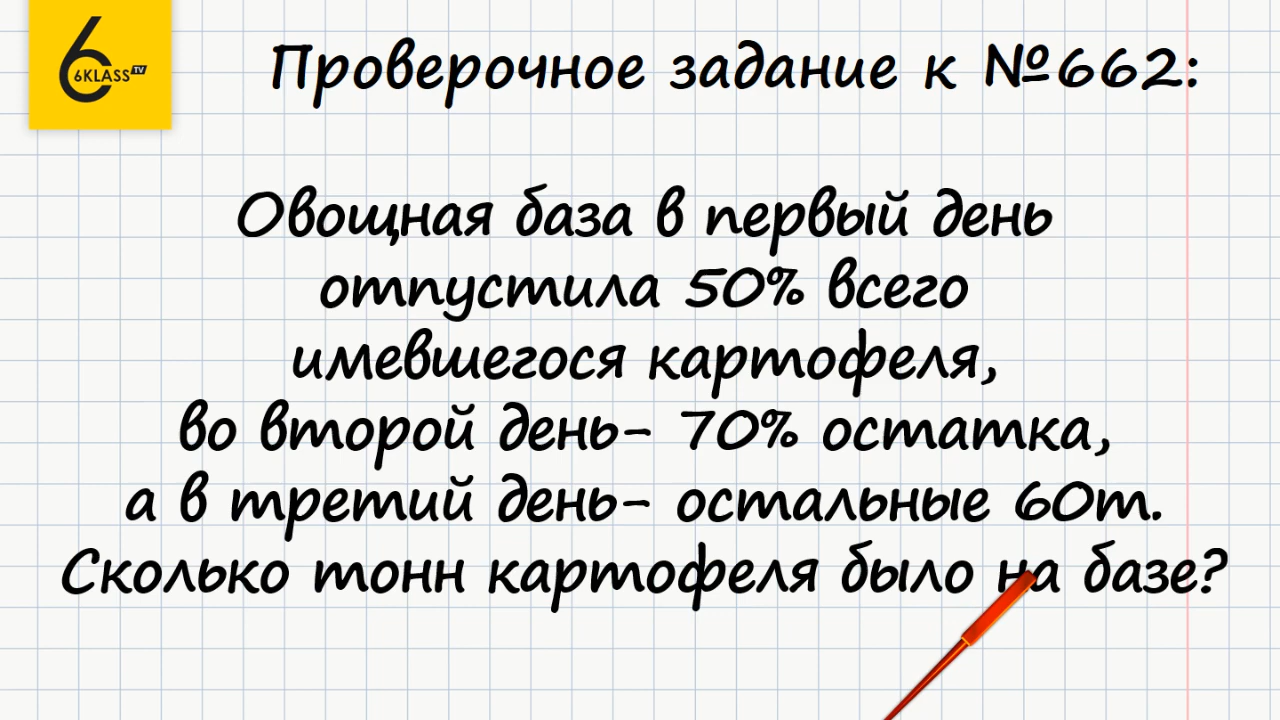 6
6KLASS TV
Проверочное задание к №662:
Овощная база в первый день
отпустила 50% всего
имевшегося картофеля,
во второй день- 70% остатка,
а в третий день- остальные 60т.
Сколько тонн картофеля было на базе?